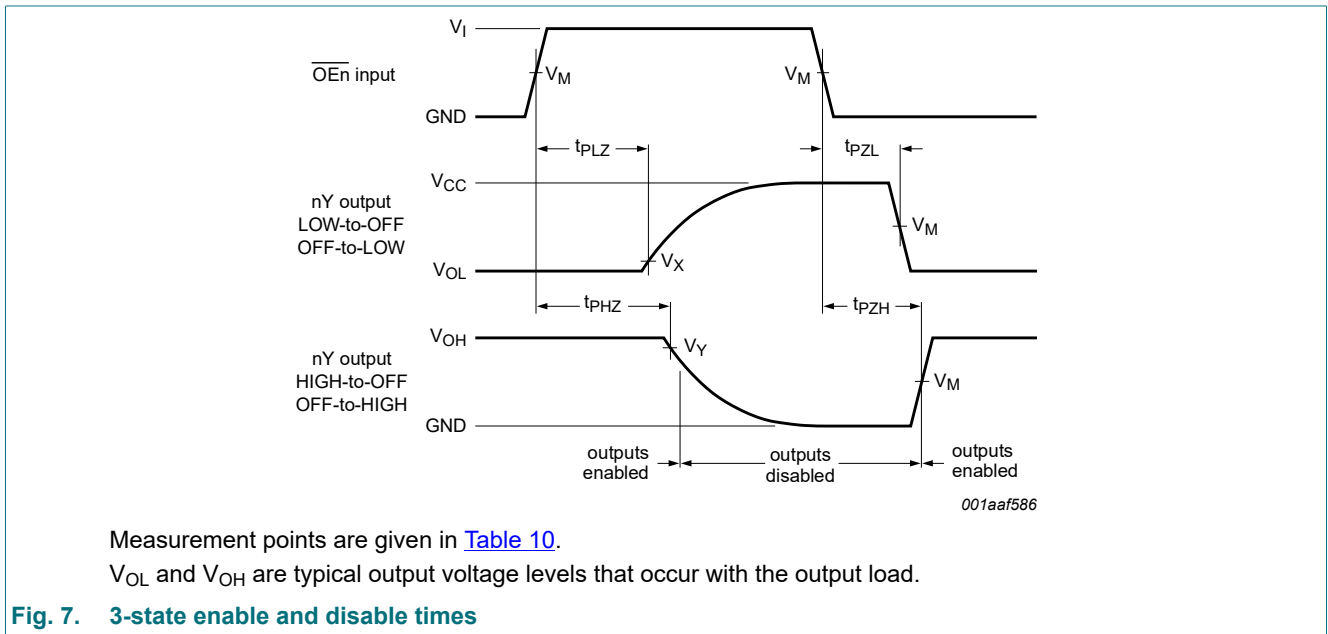 VI
OEn input
VM
VM
GND
tPLZ
tPZL
VCC
nY output
LOW-to-OFF
OFF-to-LOW
VM
VX
VOL
tPHZ
tPZH
VOH
VY
nY output
HIGH-to-OFF
OFF-to-HIGH
VM
GND
outputs
enabled
outputs
disabled
outputs
enabled
001aaf586
Measurement points are given in Table 10.
VOL and VOH are typical output voltage levels that occur with the output load.
Fig. 7. 3-state enable and disable times